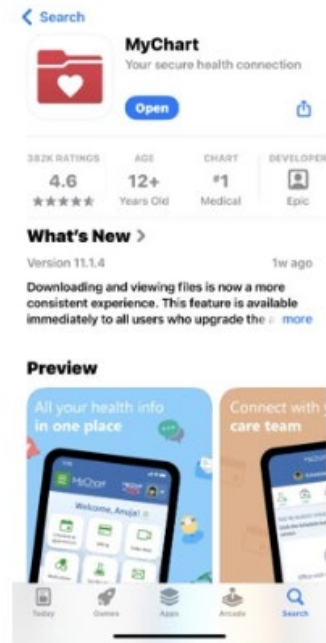 Search
MyChart
Your secure health connection
Open
382K RATINGS
AGE
CHART
DEVELOPER
4.6
12+
#1
Years Old
Medical
Epic
What's New
Version 11.1.4
1w ago
Downloading and viewing files is now a more
consistent experience. This feature is available
immediately to all users who upgrade the a more
Preview
All your health info
in one place
MyChart
Welcome, Anuja!
Connect with y
care team
Today
Games
Apps
Arcade
Search